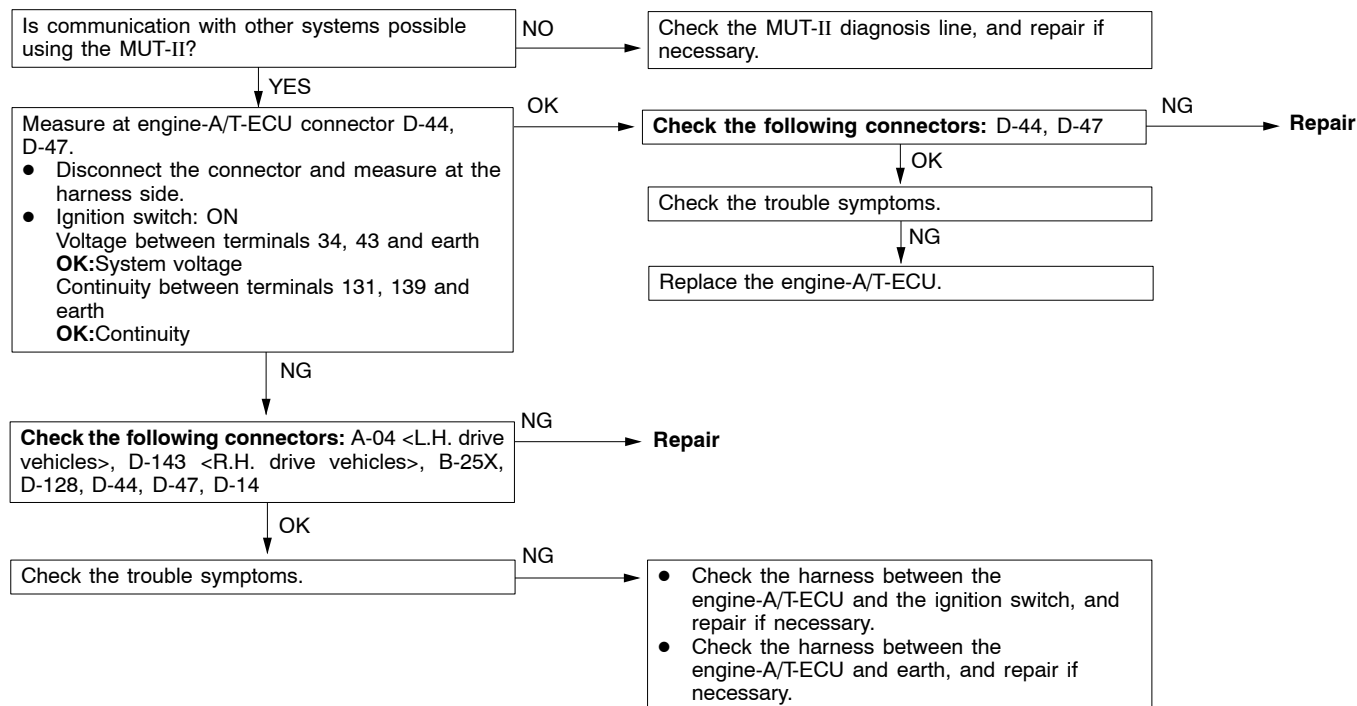 Is communication with other systems possible
using the MUT-II?
NO
Check the MUT-II diagnosis line, and repair if
necessary.
YES
Measure at engine-A/T-ECU connector D-44,
D-47.
● Disconnect the connector and measure at the
harness side.
● Ignition switch: ON
Voltage between terminals 34, 43 and earth
OK:System voltage
Continuity between terminals 131, 139 and
earth
OK:Continuity
OK
Check the following connectors: D-44, D-47
NG
Repair
OK
Check the trouble symptoms.
NG
Replace the engine-A/T-ECU.
NG
Check the following connectors: A-04 <L.H. drive
vehicles>, D-143 <R.H. drive vehicles>, B-25X,
D-128, D-44, D-47, D-14
NG
Repair
OK
Check the trouble symptoms.
NG
● Check the harness between the
engine-A/T-ECU and the ignition switch, and
repair if necessary.
● Check the harness between the
engine-A/T-ECU and earth, and repair if
necessary.